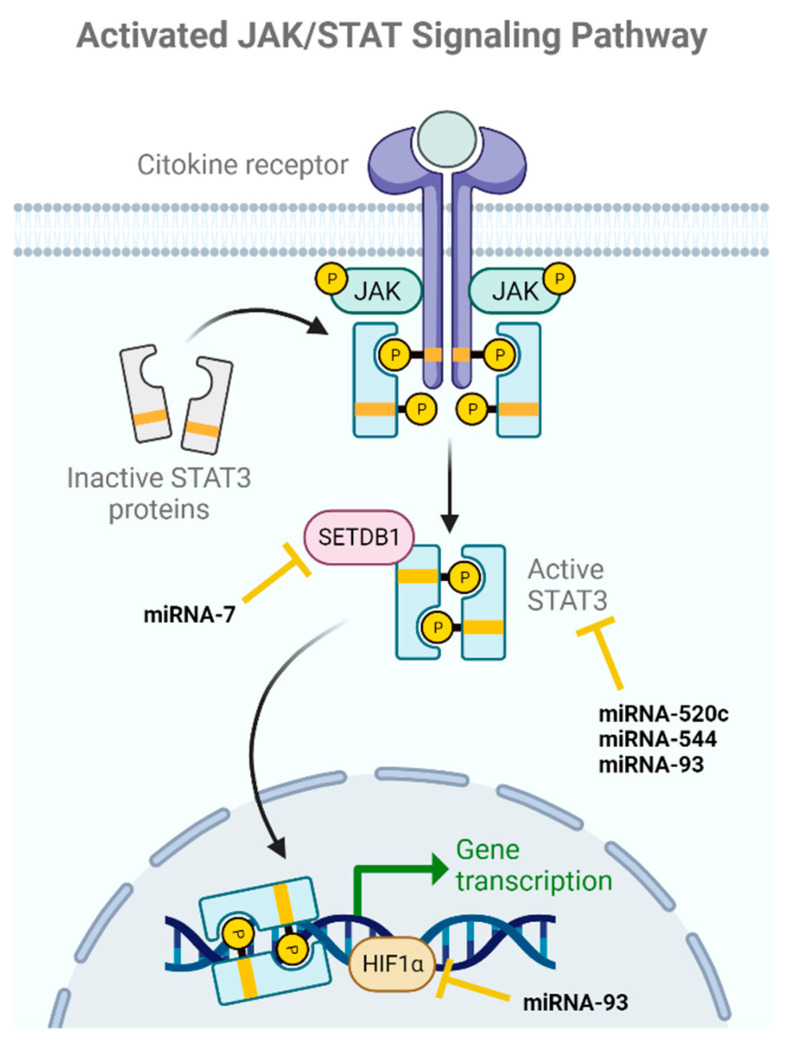 Activated JAK/STAT Signaling Pathway
Citokine receptor
P
JAK
JAK
P
P
P
P
P
Inactive STAT3
proteins
SETDB1
miRNA-7
P
P
Active
STAT3
miRNA-520c
miRNA-544
miRNA-93
Gene
transcription
P
P
HIF1α
miRNA-93